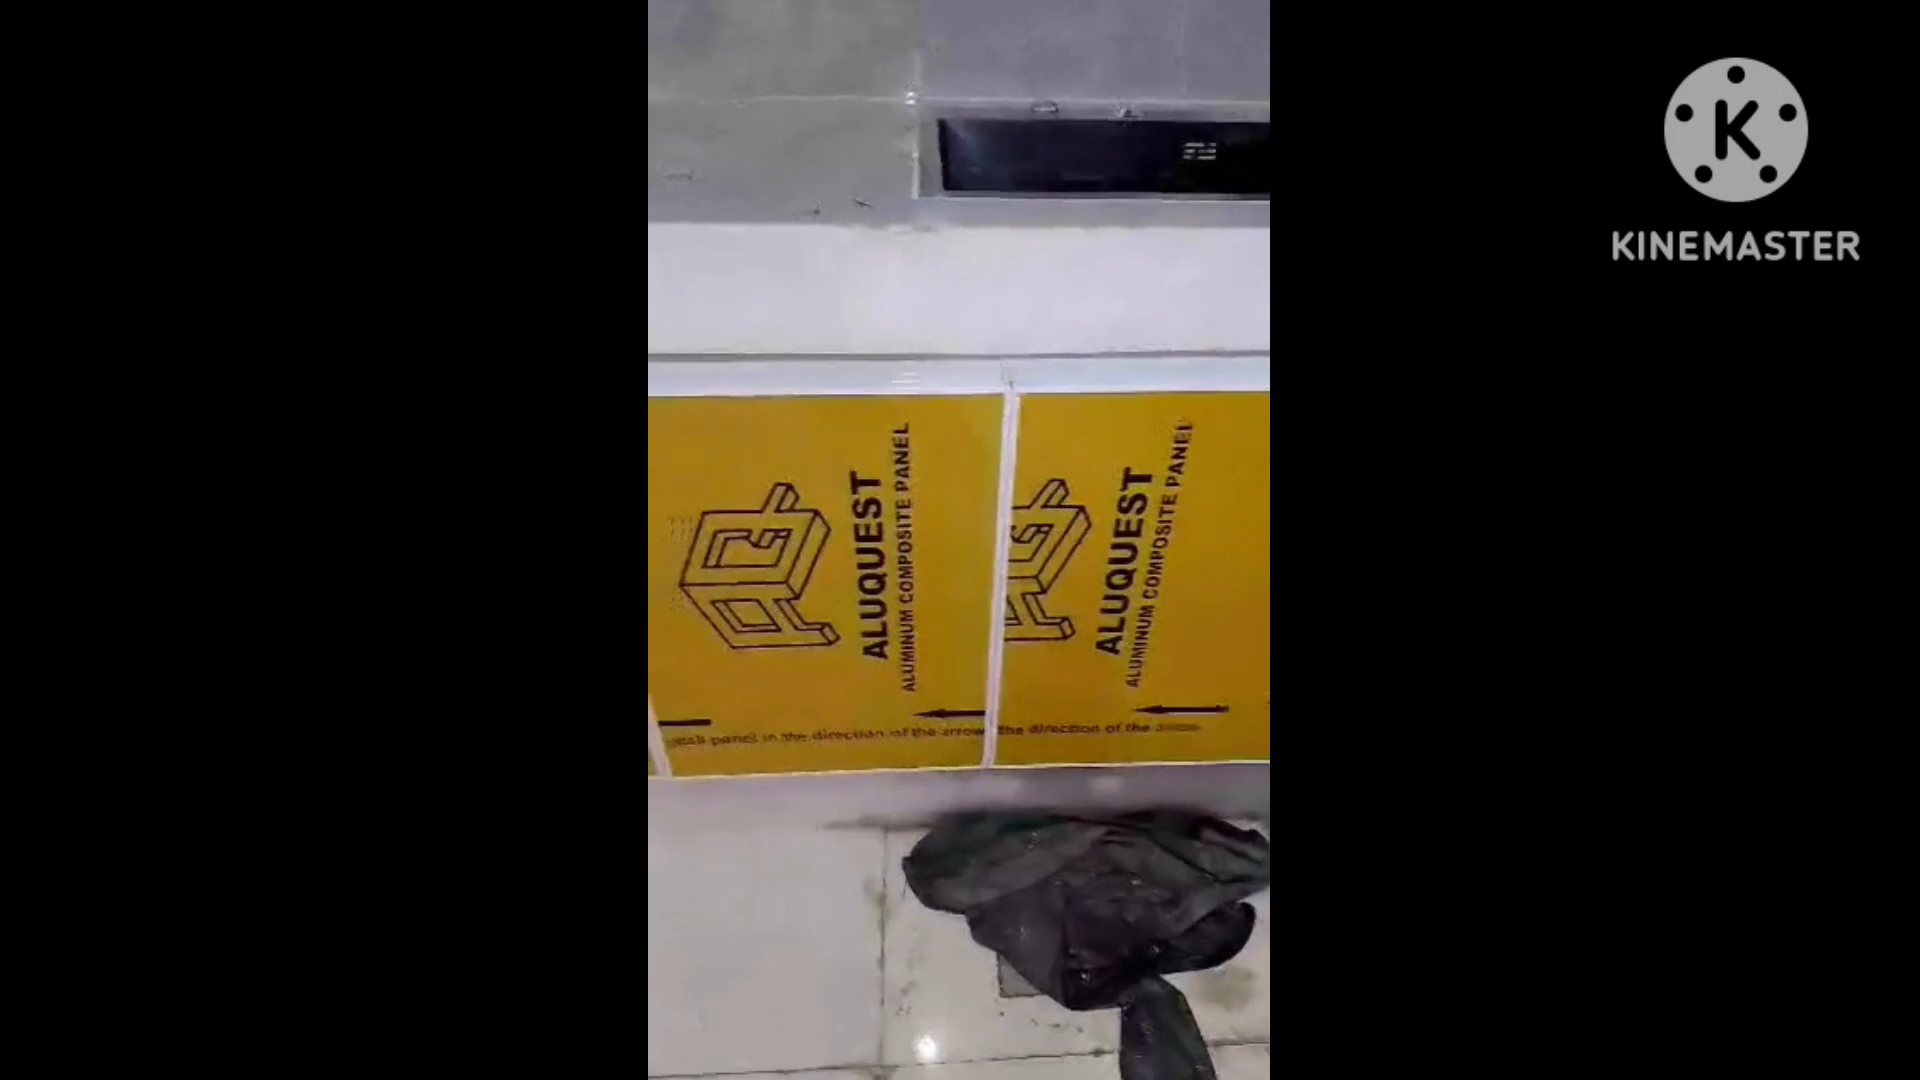 ALUQUEST
ALUMINUM COMPOSITE PANEL
panel in the direction of the arrow
ALUQUEST
ALUMINUM COMPOSITE PANEL
the direction of the
K
KINEMASTER